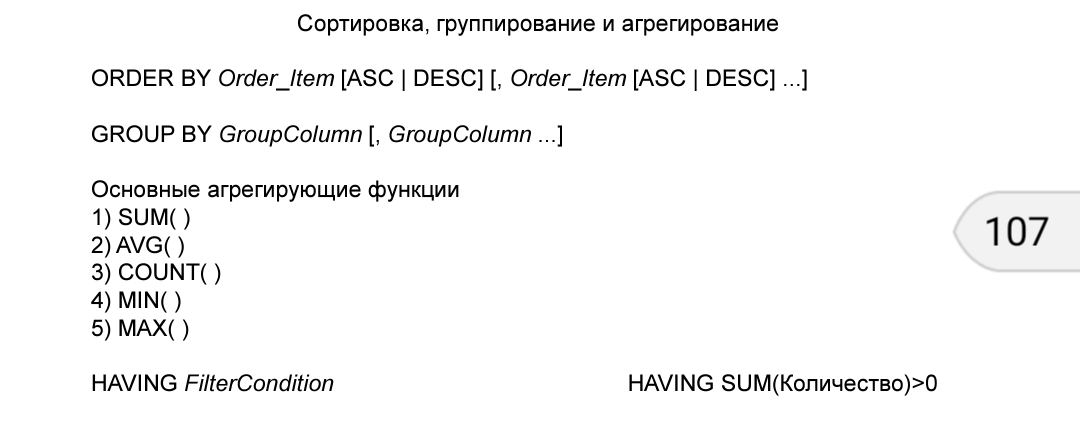 Сортировка, группирование и агрегирование
ORDER BY Order_Item [ASC | DESC] [, Order_Item [ASC | DESC] ...]
GROUP BY GroupColumn [, GroupColumn ...]
Основные агрегирующие функции
1) SUM( )
2) AVG( )
107
3) COUNT( )
4) MIN( )
5) MAX( )
HAVING FilterCondition HAVING SUM(Количество)>0